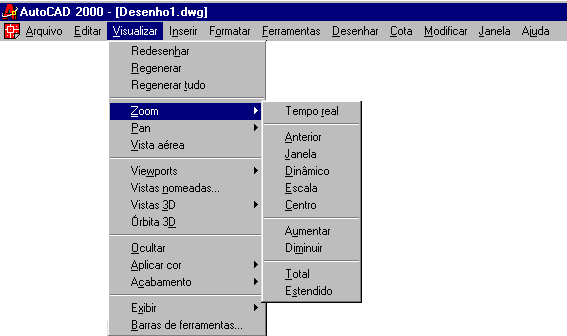 AutoCAD 2000 - [Desenho1.dwg]
Arquivo Editar Visualizar Inserir Formatar Ferramentas Desenhar Cota Modificar Janela Ajuda
Redesenhar
Regenerar
Regenerar tudo
Zoom
Pan
Vista aérea
Viewports
Vistas nomeadas...
Vistas 3D
Órbita 3D
Ocultar
Aplicar cor
Acabamento
Exibir
Barras de ferramentas...
Tempo real
Anterior
Janela
Dinâmico
Escala
Centro
Aumentar
Diminuir
Total
Estendido